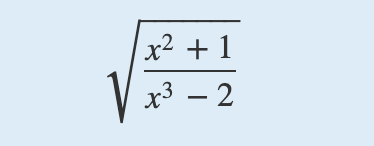 √((x² + 1)/(x³ − 2))